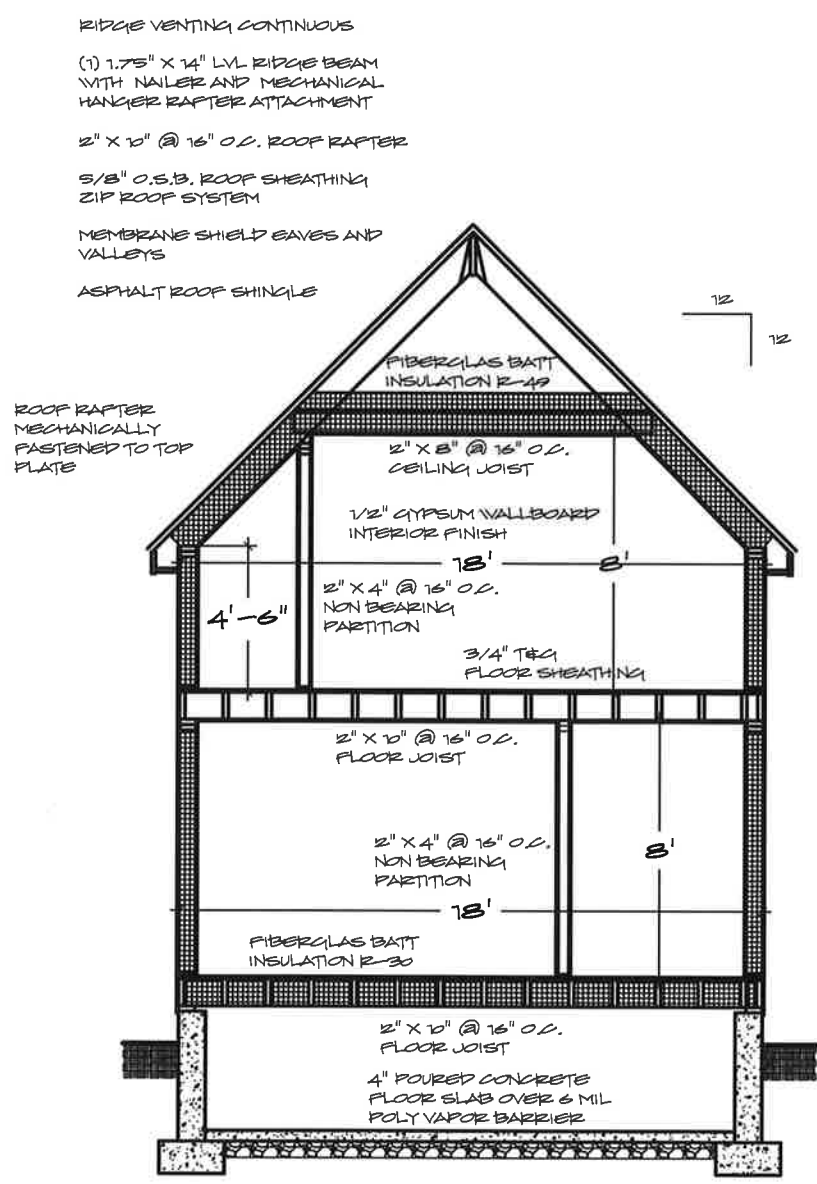 RIDGE VENTING CONTINUOUS
(1) 1.75" X 14" LVL RIDGE BEAM
WITH NAILER AND MECHANICAL
HANGER RAFTER ATTACHMENT
2" X 10" @ 16" O.C. ROOF RAFTER
5/8" O.S.B. ROOF SHEATHING
ZIP ROOF SYSTEM
MEMBRANE SHIELD EAVES AND
VALLEYS
ASPHALT ROOF SHINGLE
12
12
FIBERGLAS BATT
INSULATION R-49
ROOF RAFTER
MECHANICALLY
FASTENED TO TOP
PLATE
2" X 8" @ 16" O.C.
CEILING JOIST
1/2" GYPSUM WALLBOARD
INTERIOR FINISH
18'
8'
4'-6"
2" X 4" @ 16" O.C.
NON BEARING
PARTITION
3/4" T&G
FLOOR SHEATHING
2" X 10" @ 16" O.C.
FLOOR JOIST
2" X 4" @ 16" O.C.
NON BEARING
PARTITION
8'
18'
FIBERGLAS BATT
INSULATION R-30
2" X 10" @ 16" O.C.
FLOOR JOIST
4" POURED CONCRETE
FLOOR SLAB OVER 6 MIL
POLY VAPOR BARRIER